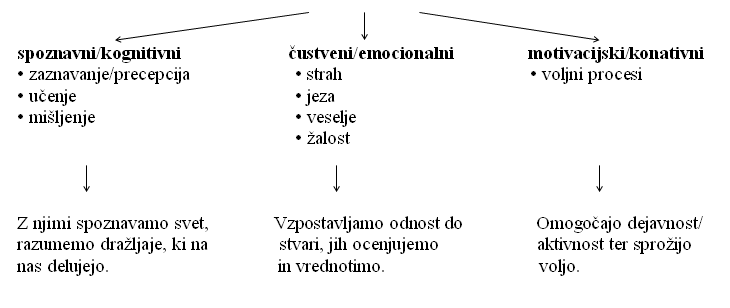 spoznavni/kognitivni
• zaznavanje/precepcija
• učenje
• mišljenje
čustveni/emocionalni
• strah
• jeza
• veselje
• žalost
motivacijski/konativni
• voljni procesi
Z njimi spoznavamo svet,
razumemo dražljaje, ki na
nas delujejo.
Vzpostavljamo odnost do
stvari, jih ocenjujemo
in vrednotimo.
Omogočajo dejavnost/
aktivnost ter sprožijo
voljo.